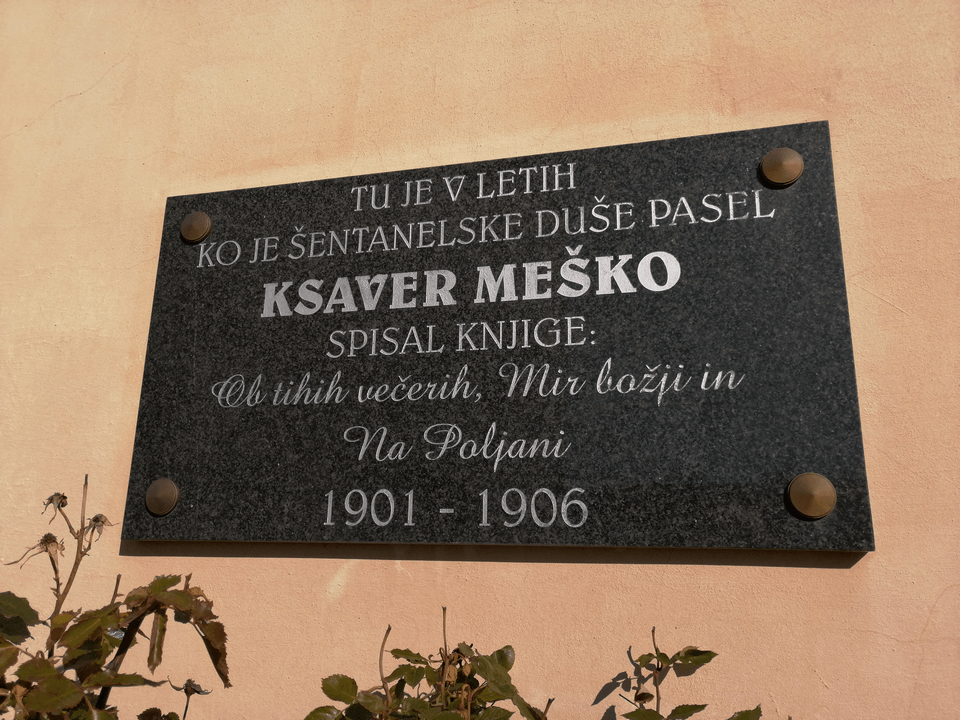 TU JE V LETIH
KO JE ŠENTANELSKE DUŠE PASEL
KSAVER MEŠKO
SPISAL KNJIGE:
Ob tihih večerih, Mir božji in
Na Poljani
1901 - 1906